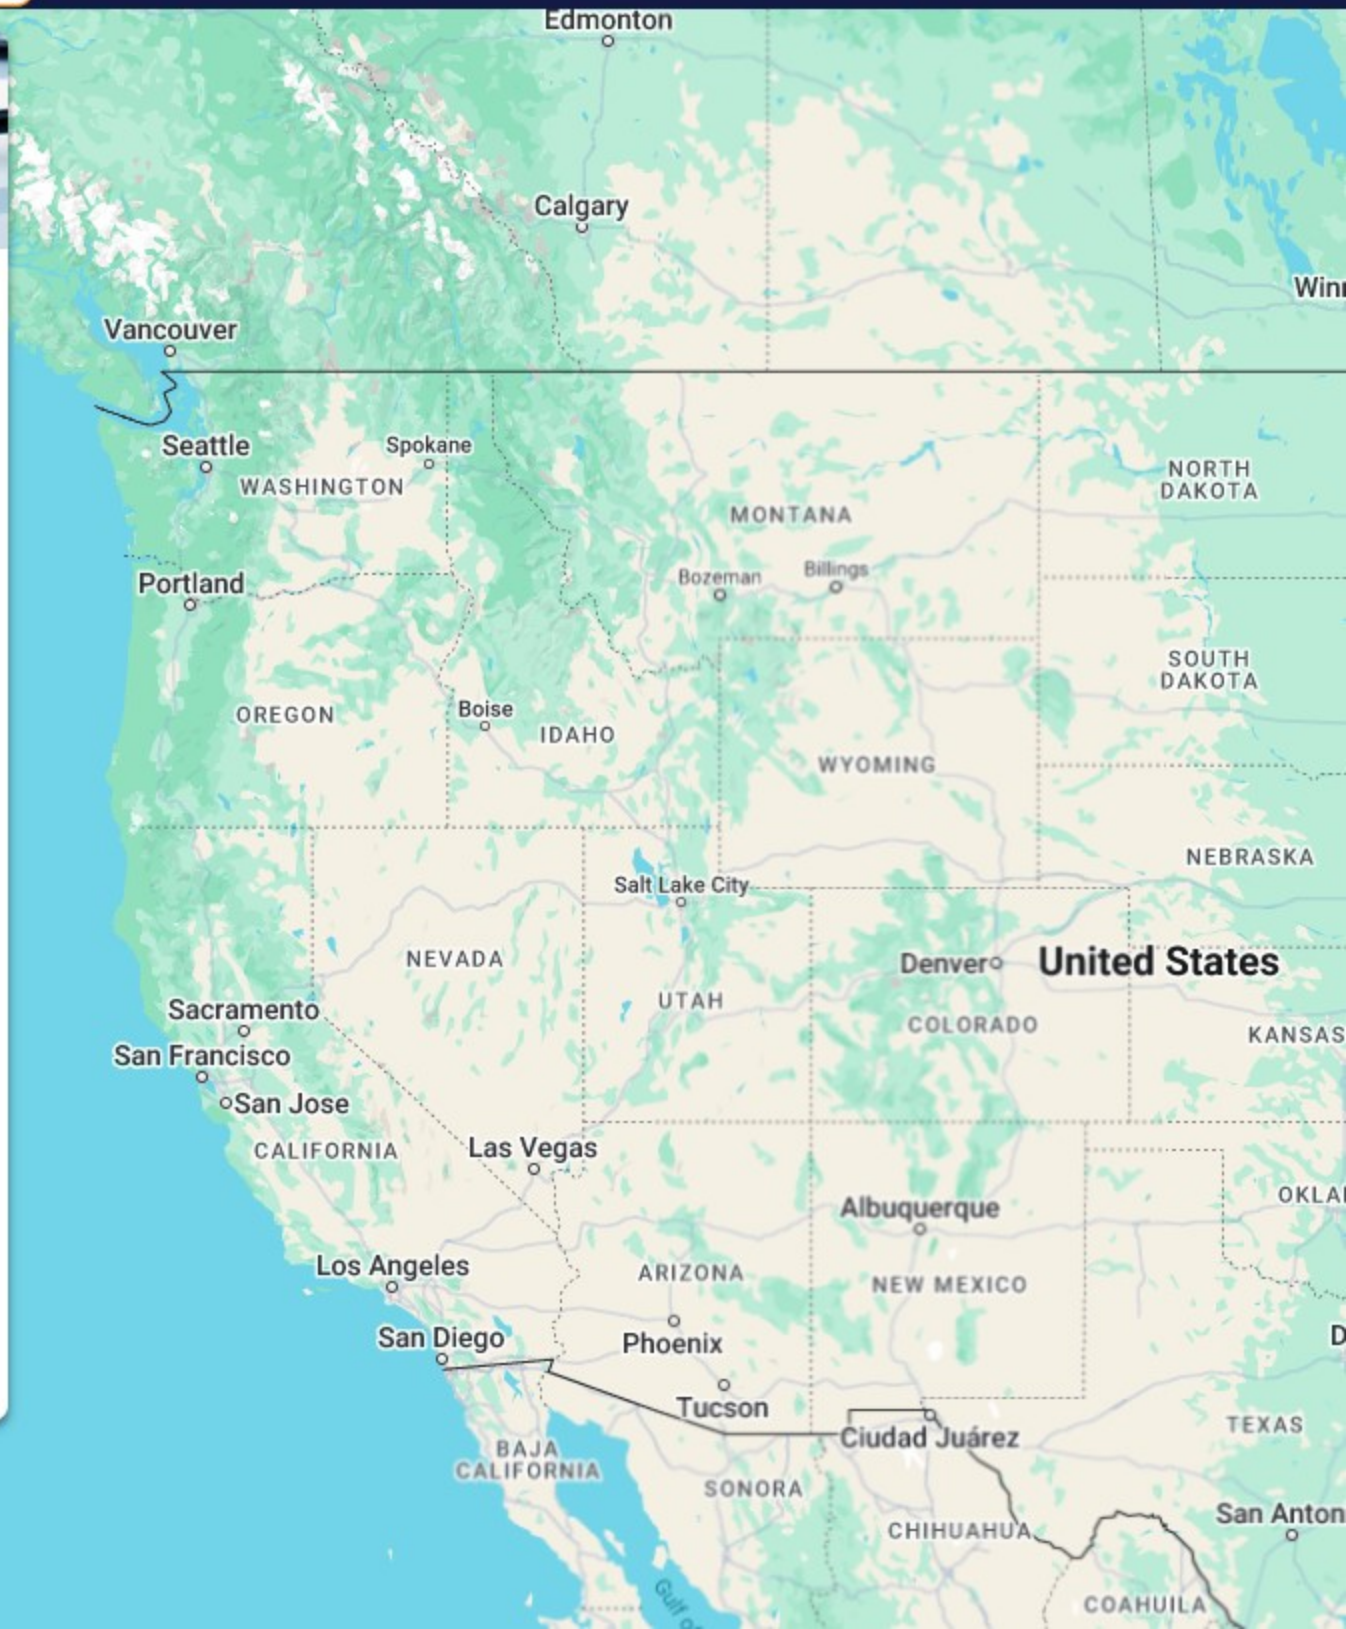 Edmonton
Calgary
Winn
Vancouver
Seattle
Spokane
WASHINGTON
NORTH
DAKOTA
MONTANA
Portland
Bozeman
Billings
SOUTH
DAKOTA
OREGON
Boise
IDAHO
WYOMING
NEBRASKA
Salt Lake City
NEVADA
Denver
United States
UTAH
Sacramento
COLORADO
KANSAS
San Francisco
San Jose
CALIFORNIA
Las Vegas
OKLA
Albuquerque
Los Angeles
ARIZONA
NEW MEXICO
San Diego
Phoenix
D
Tucson
TEXAS
Ciudad Juárez
BAJA
CALIFORNIA
SONORA
San Anton
CHIHUAHUA
Gulf of
COAHUILA